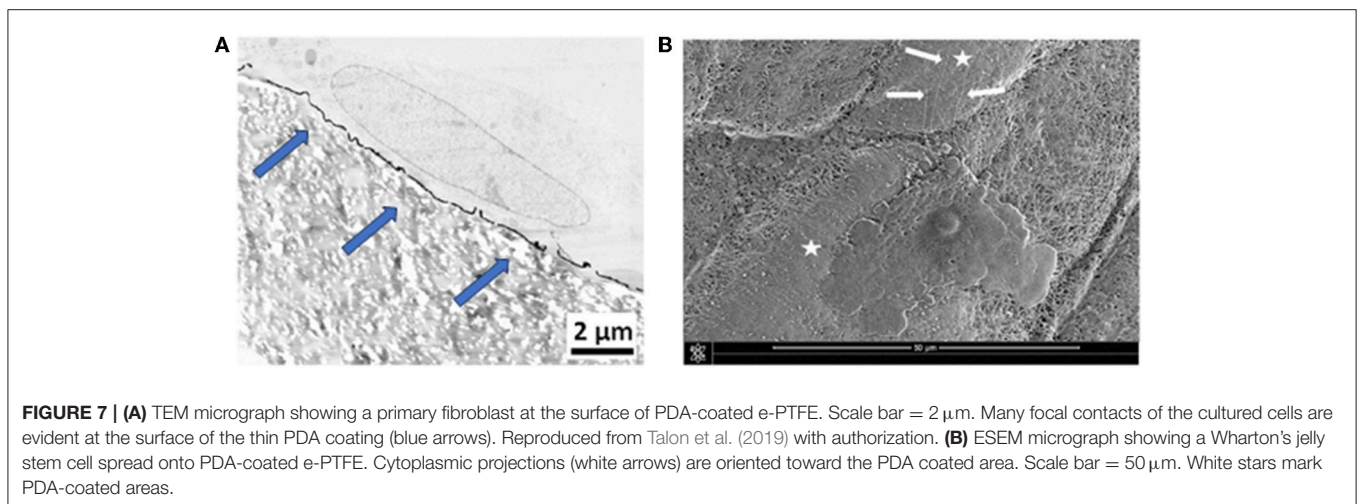 A
B
2 µm
50 µm
FIGURE 7 | (A) TEM micrograph showing a primary fibroblast at the surface of PDA-coated e-PTFE. Scale bar = 2 µm. Many focal contacts of the cultured cells are
evident at the surface of the thin PDA coating (blue arrows). Reproduced from Talon et al. (2019) with authorization. (B) ESEM micrograph showing a Wharton's jelly
stem cell spread onto PDA-coated e-PTFE. Cytoplasmic projections (white arrows) are oriented toward the PDA coated area. Scale bar = 50 µm. White stars mark
PDA-coated areas.